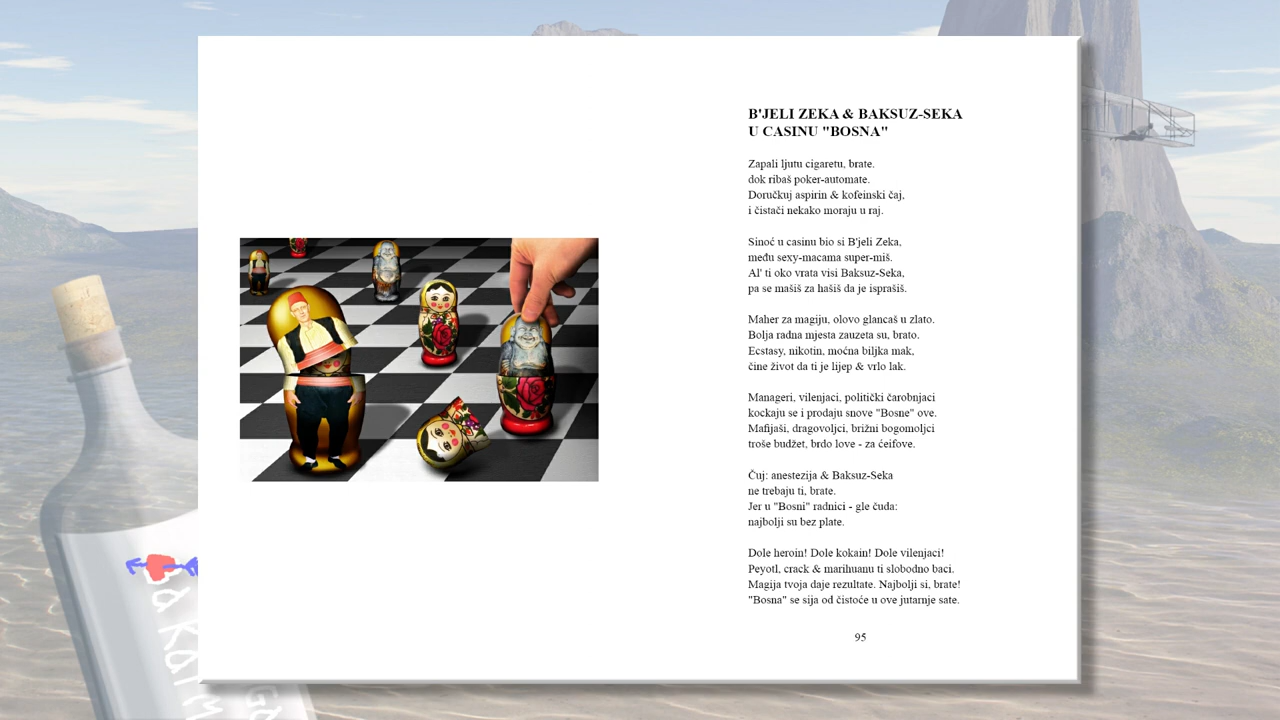 B'JELI ZEKA & BAKSUZ-SEKA
U CASINU "BOSNA"
Zapali ljutu cigaretu, brate.
dok ribaš poker-automate.
Doručkuj aspirin & kofeinski čaj,
i čistači nekako moraju u raj.
Sinoć u casinu bio si B'jeli Zeka,
među sexy-macama super-miš.
Al' ti oko vrata visi Baksuz-Seka,
pa se mašiš za hašiš da je isprašiš.
Maher za magiju, olovo glancaš u zlato.
Bolja radna mjesta zauzeta su, brato.
Ecstasy, nikotin, moćna biljka mak,
čine život da ti je lijep & vrlo lak.
Manageri, vilenjaci, politički čarobnjaci
kockaju se i prodaju snove "Bosne" ove.
Mafijaši, dragovoljci, brižni bogomoljci
troše budžet, brdo love - za ćeifove.
Čuj: anestezija & Baksuz-Seka
ne trebaju ti, brate.
Jer u "Bosni" radnici - gle čuda:
najbolji su bez plate.
Dole heroin! Dole kokain! Dole vilenjaci!
Peyotl, crack & marihuanu ti slobodno baci.
Magija tvoja daje rezultate. Najbolji si, brate!
"Bosna" se sija od čistoće u ove jutarnje sate.
95